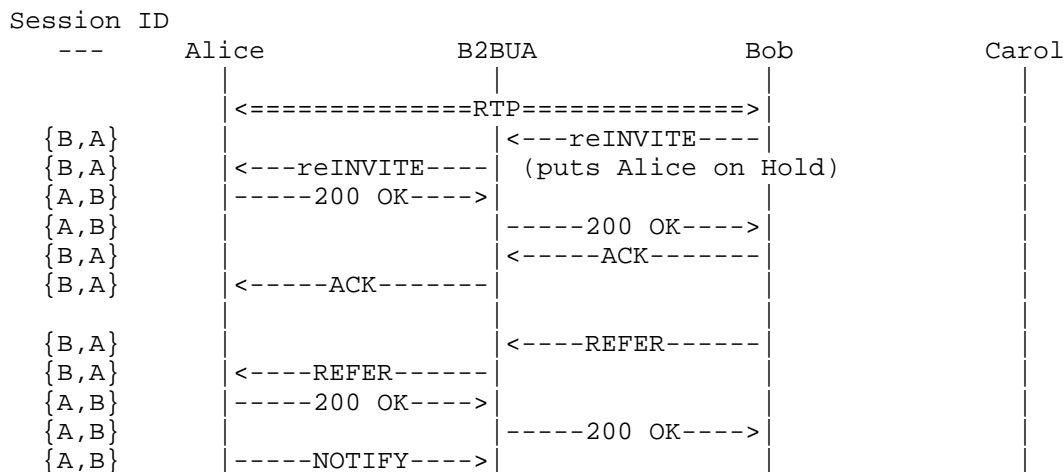 Session ID
   ---     Alice            B2BUA             Bob            Carol
             |                |                |               |
             |<==============RTP==============>|               |
  {B,A}      |                |<---reINVITE----|               |
  {B,A}      |<---reINVITE----| (puts Alice on Hold)           |
  {A,B}      |-----200 OK---->|                |               |
  {A,B}      |                |-----200 OK---->|               |
  {B,A}      |                |<-----ACK-------|               |
  {B,A}      |<-----ACK-------|                |               |
             |                |                |               |
  {B,A}      |                |<----REFER------|               |
  {B,A}      |<----REFER------|                |               |
  {A,B}      |-----200 OK---->|                |               |
  {A,B}      |                |-----200 OK---->|               |
  {A,B}      |-----NOTIFY---->|                |               |